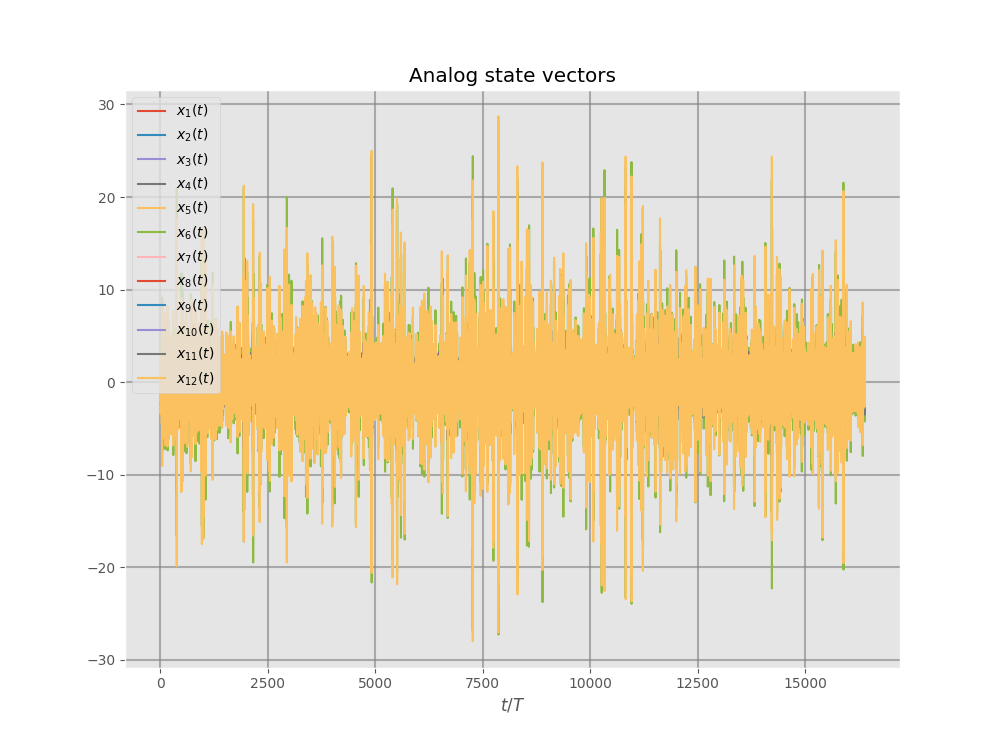 Analog state vectors
30
20
10
0
−10
−20
−30
x₁(t)
x₂(t)
x₃(t)
x₄(t)
x₅(t)
x₆(t)
x₇(t)
x₈(t)
x₉(t)
x₁₀(t)
x₁₁(t)
x₁₂(t)
0 2500 5000 7500 10000 12500 15000
t/T